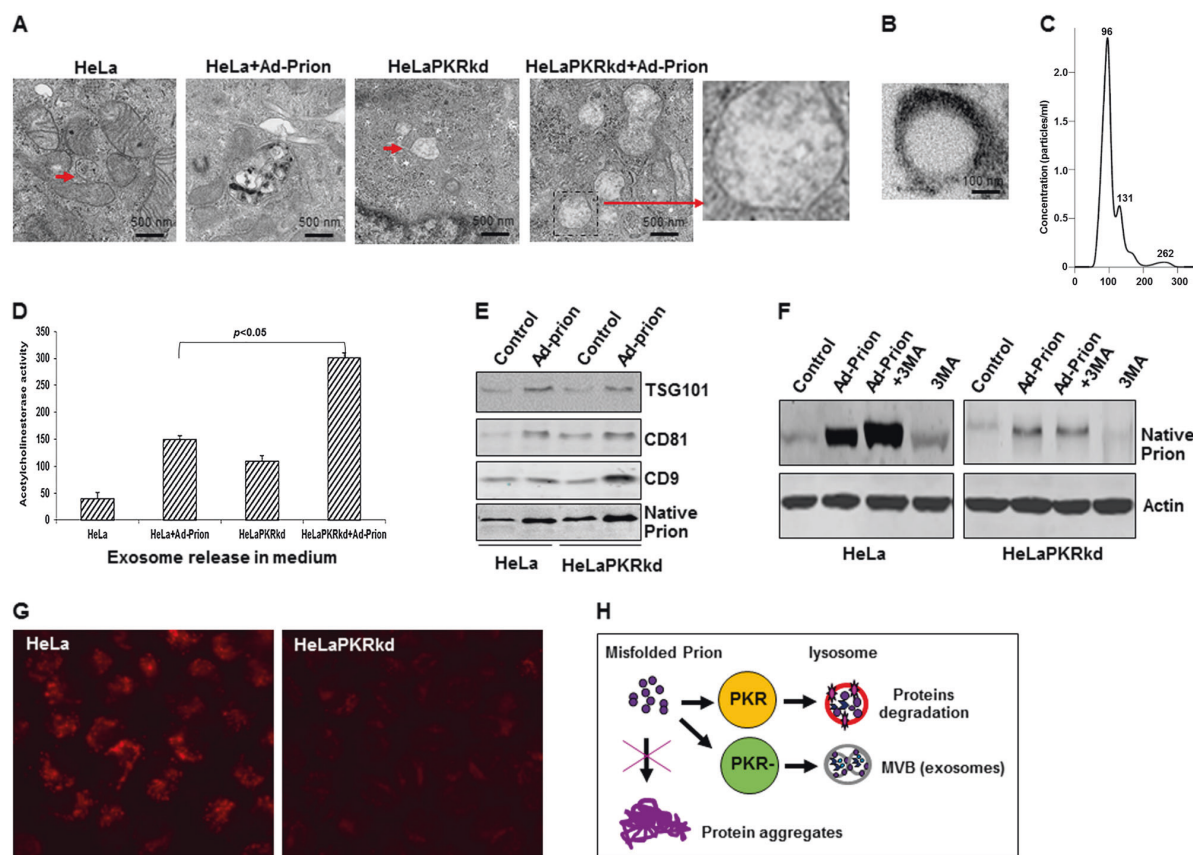 A
HeLa
HeLa+Ad-Prion
HeLaPKRkd
HeLaPKRkd+Ad-Prion
500 nm
500 nm
500 nm
500 nm
B
100 nm
C
Concentration (particles/ml)
2.0
1.5
1.0
0.5
0
96
131
262
0
100
200
300
D
Acetylcholinestorase activity
350
300
250
200
150
100
50
0
p<0.05
HeLa
HeLa+Ad-Prion
HeLaPKRkd
HeLaPKRkd+Ad-Prion
Exosome release in medium
E
Control
Ad-prion
Control
Ad-prion
TSG101
CD81
CD9
Native
Prion
HeLa
HeLaPKRkd
F
Control
Ad-Prion
Ad-Prion
+3MA
3MA
Control
Ad-Prion
Ad-Prion
+3MA
3MA
Native
Prion
Actin
HeLa
HeLaPKRkd
G
HeLa
HeLaPKRkd
H
Misfolded Prion
lysosome
PKR
Proteins
degradation
PKR-
MVB (exosomes)
Protein aggregates